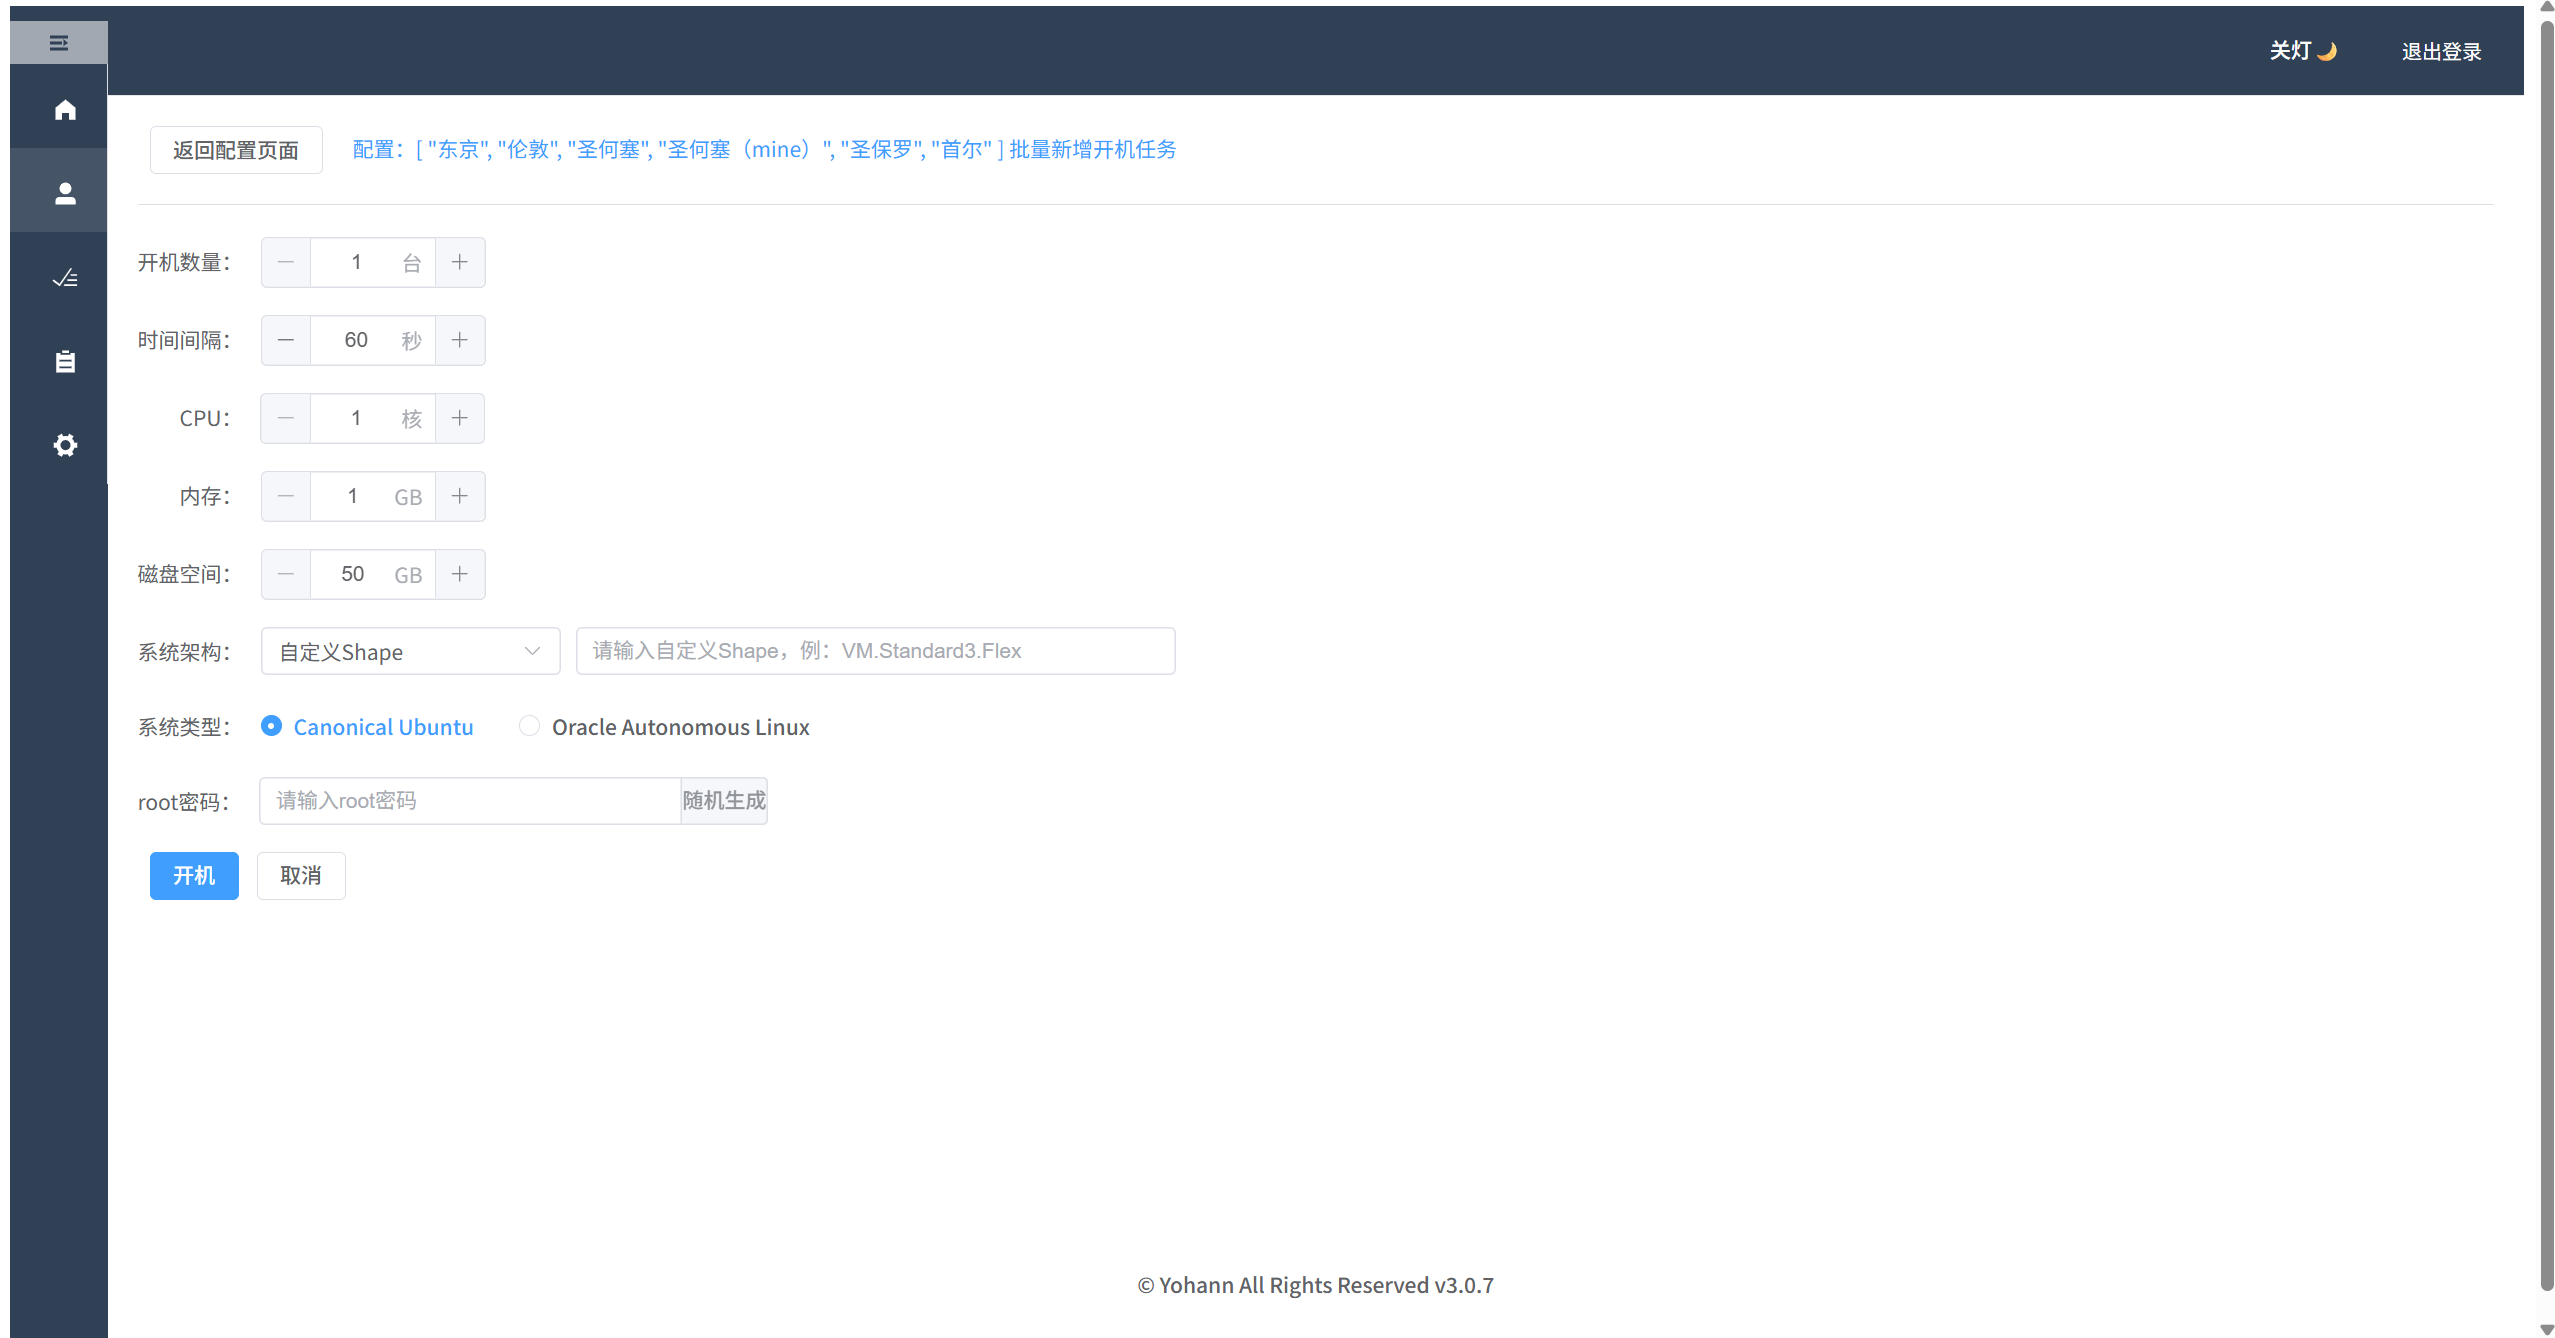 关灯🌙 退出登录
返回配置页面 配置：[ "东京", "伦敦", "圣何塞", "圣何塞（mine）", "圣保罗", "首尔" ] 批量新增开机任务
开机数量： 1 台
时间间隔： 60 秒
CPU： 1 核
内存： 1 GB
磁盘空间： 50 GB
系统架构： 自定义Shape 请输入自定义Shape，例：VM.Standard3.Flex
系统类型： Canonical Ubuntu Oracle Autonomous Linux
root密码： 请输入root密码 随机生成
开机 取消
© Yohann All Rights Reserved v3.0.7